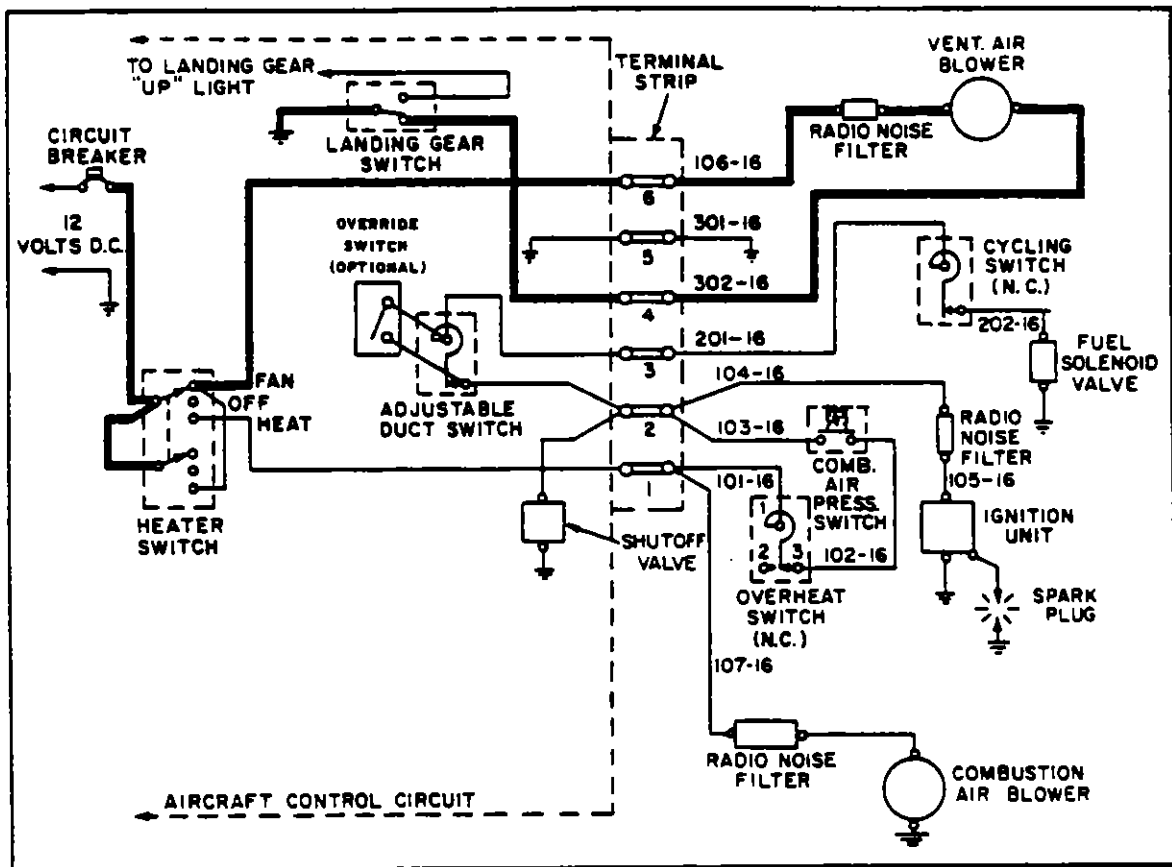 TO LANDING GEAR
"UP" LIGHT
TERMINAL
STRIP
VENT. AIR
BLOWER
CIRCUIT
BREAKER
LANDING GEAR
SWITCH
RADIO NOISE
FILTER
106-16
6
12
VOLTS D.C.
OVERRIDE
SWITCH
(OPTIONAL)
301-16
5
CYCLING
SWITCH
(N.C.)
302-16
4
202-16
201-16
3
FUEL
SOLENOID
VALVE
FAN
OFF
HEAT
ADJUSTABLE
DUCT SWITCH
104-16
2
103-16
RADIO
NOISE
FILTER
COMB.
AIR
PRESS.
SWITCH
101-16
1
105-16
HEATER
SWITCH
SHUTOFF
VALVE
1
2 3
102-16
IGNITION
UNIT
OVERHEAT
SWITCH
(N.C.)
SPARK
PLUG
107-16
RADIO NOISE
FILTER
COMBUSTION
AIR BLOWER
AIRCRAFT CONTROL CIRCUIT